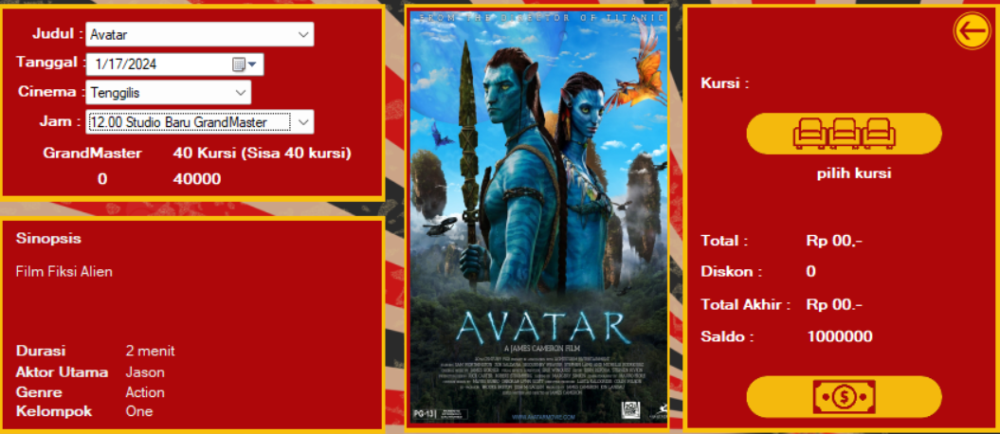 Judul : Avatar
Tanggal : 1/17/2024
Cinema : Tenggilis
Jam : 12.00 Studio Baru GrandMaster
GrandMaster 40 Kursi (Sisa 40 kursi)
0 40000
Sinopsis
Film Fiksi Alien
Durasi 2 menit
Aktor Utama Jason
Genre Action
Kelompok One
FROM THE DIRECTOR OF TITANIC
AVATAR
A JAMES CAMERON FILM
PG-13
WWW.AVATARMOVIE.COM
Kursi :
pilih kursi
Total : Rp 00.-
Diskon : 0
Total Akhir : Rp 00.-
Saldo : 1000000